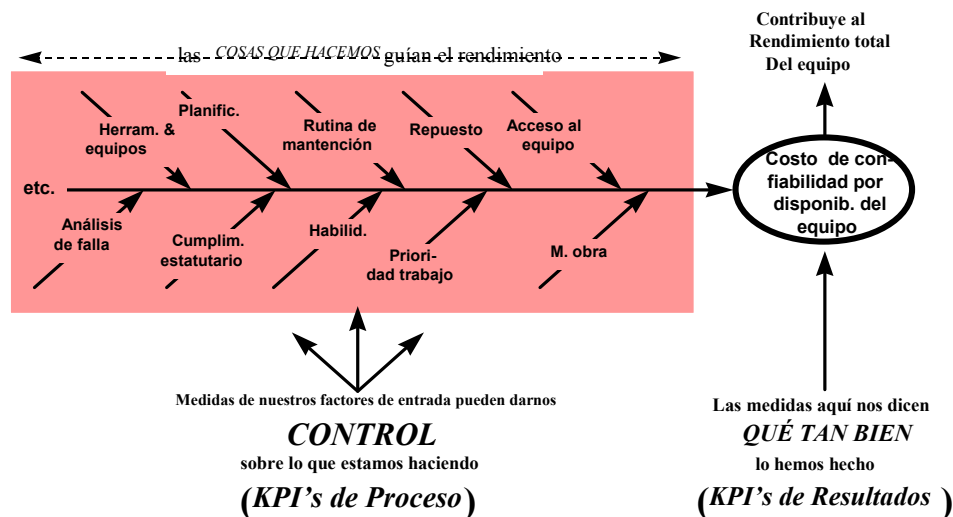 las COSAS QUE HACEMOS guían el rendimiento
Contribuye al
Rendimiento total
Del equipo
Herram. &
equipos
Planific.
Rutina de
mantención
Repuesto
Acceso al
equipo
etc.
Costo de con-
fiabilidad por
disponib. del
equipo
Análisis
de falla
Cumplim.
estatutario
Habilid.
Priori-
dad trabajo
M. obra
Medidas de nuestros factores de entrada pueden darnos
CONTROL
sobre lo que estamos haciendo
(KPI's de Proceso)
Las medidas aquí nos dicen
QUÉ TAN BIEN
lo hemos hecho
(KPI's de Resultados )